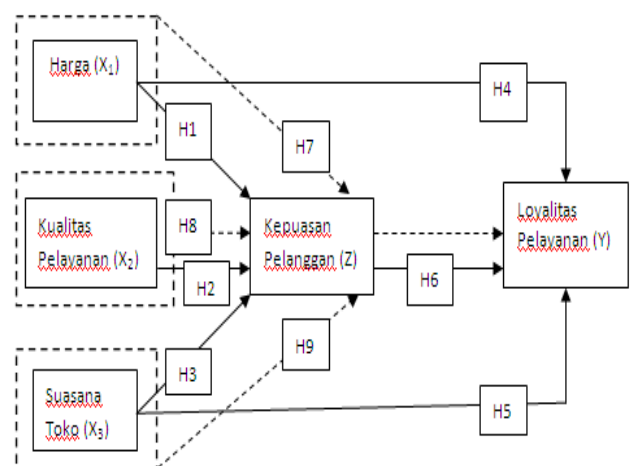 Harga (X₁)
H4
H1
H7
Kualitas
Pelayanan (X₂)
H8
Kepuasan
Pelanggan (Z)
Loyalitas
Pelayanan (Y)
H2
H6
H3
H9
Suasana
Toko (X₃)
H5